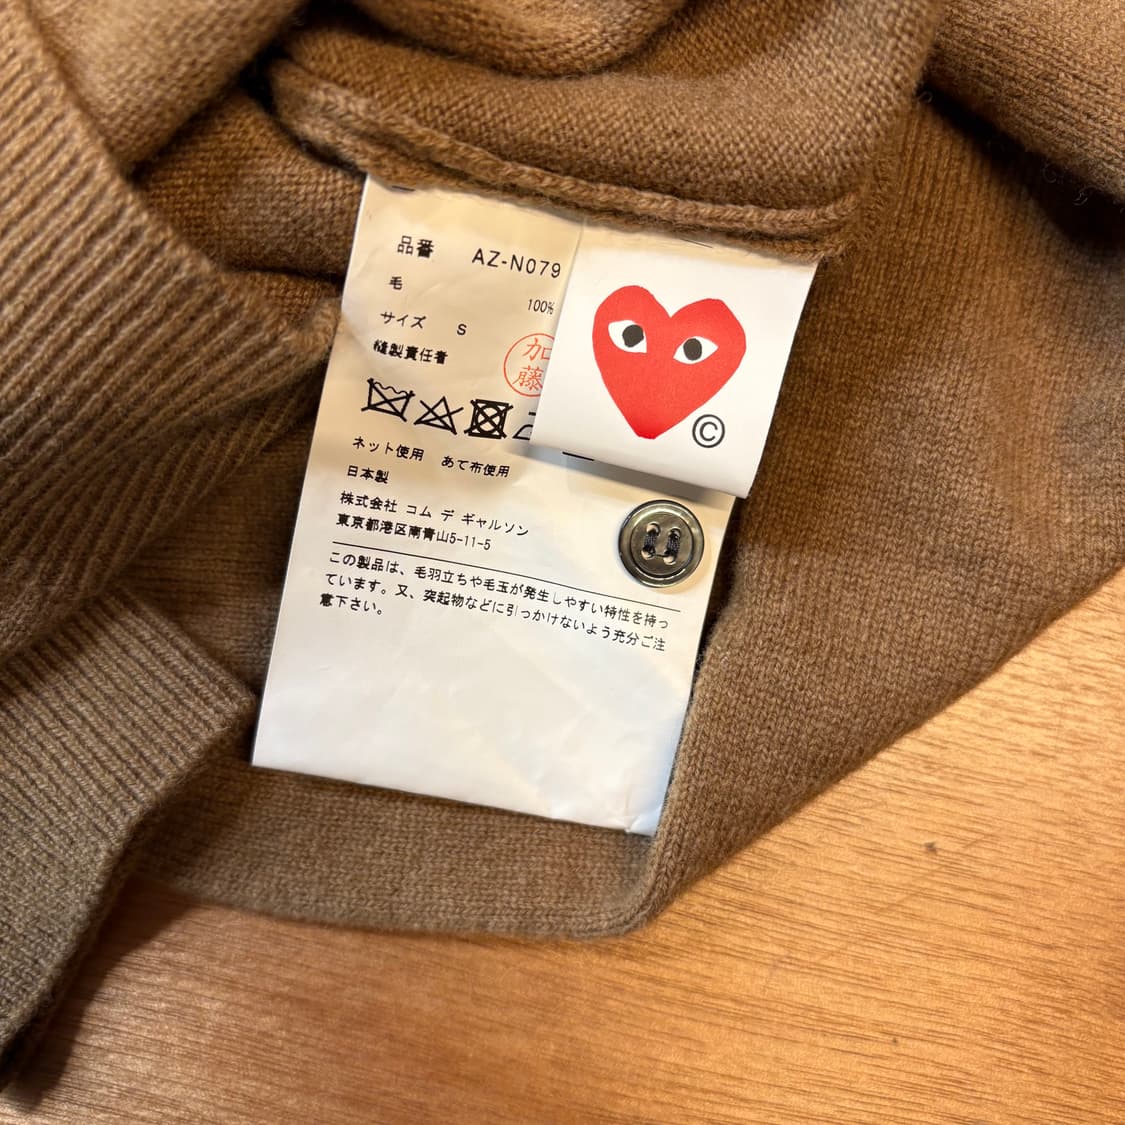 品番 AZ-N079
毛 100%
サイズ S
縫製責任者
加藤
ネット使用 あて布使用
日本製
株式会社 コム デ ギャルソン
東京都港区南青山5-11-5
この製品は、毛羽立ちや毛玉が発生しやすい特性を持っ
ています。又、突起物などに引っかけないよう充分ご注
意下さい。
©